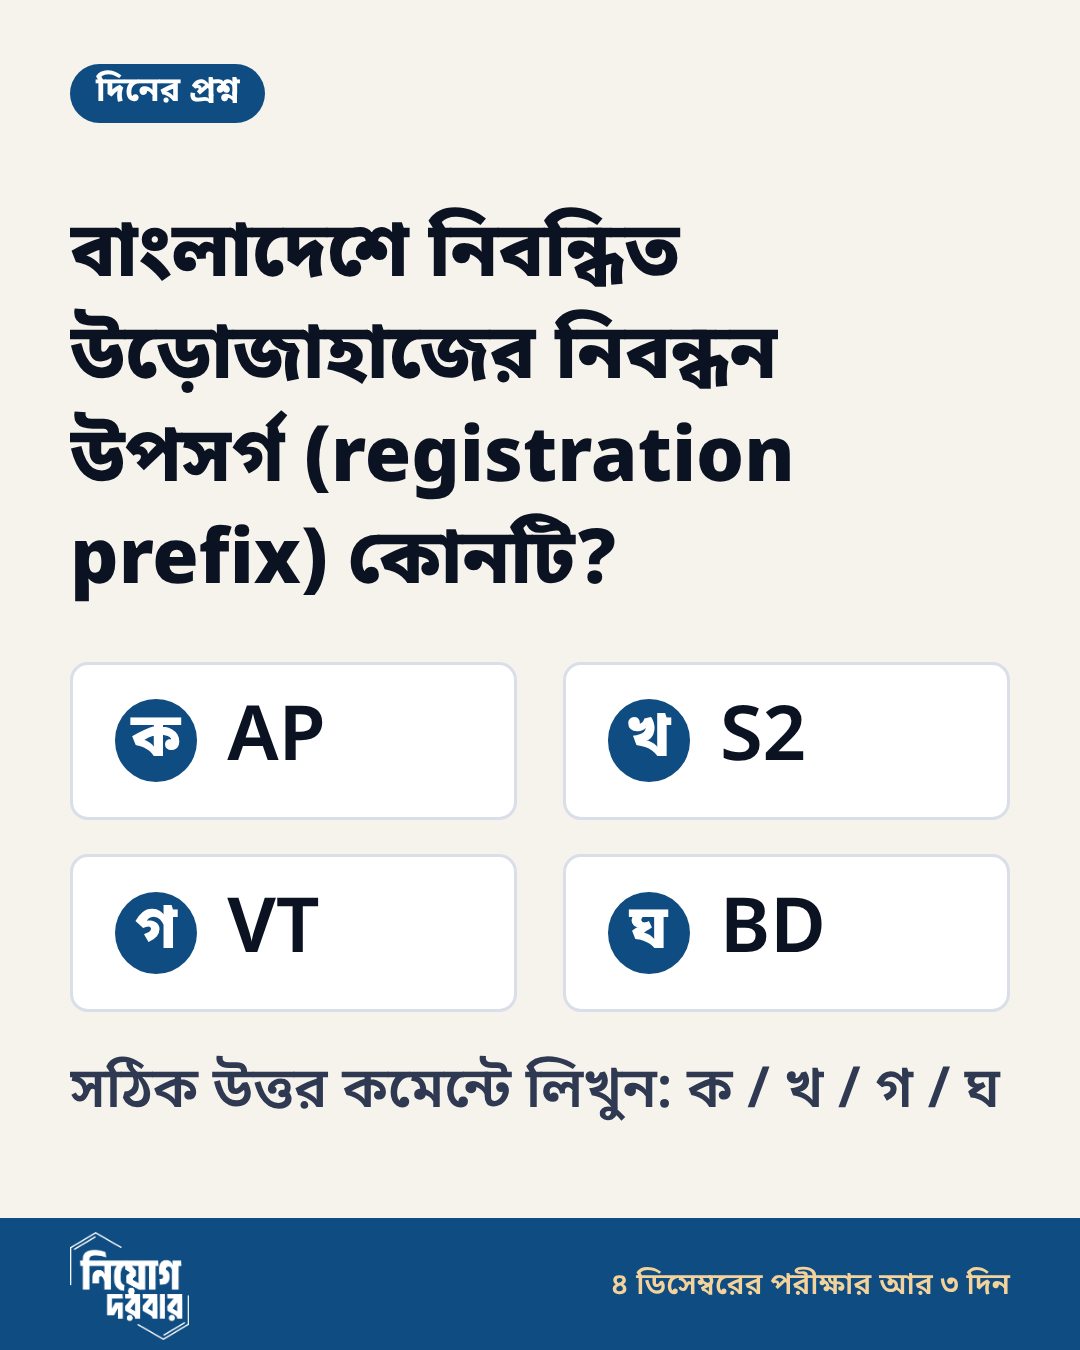 দিনের প্রশ্ন
বাংলাদেশে নিবন্ধিত
উড়োজাহাজের নিবন্ধন
উপসর্গ (registration
prefix) কোনটি?
ক AP
খ S2
গ VT
ঘ BD
সঠিক উত্তর কমেন্টে লিখুন: ক / খ / গ / ঘ
নিয়োগ
দরবার
৪ ডিসেম্বরের পরীক্ষার আর ৩ দিন